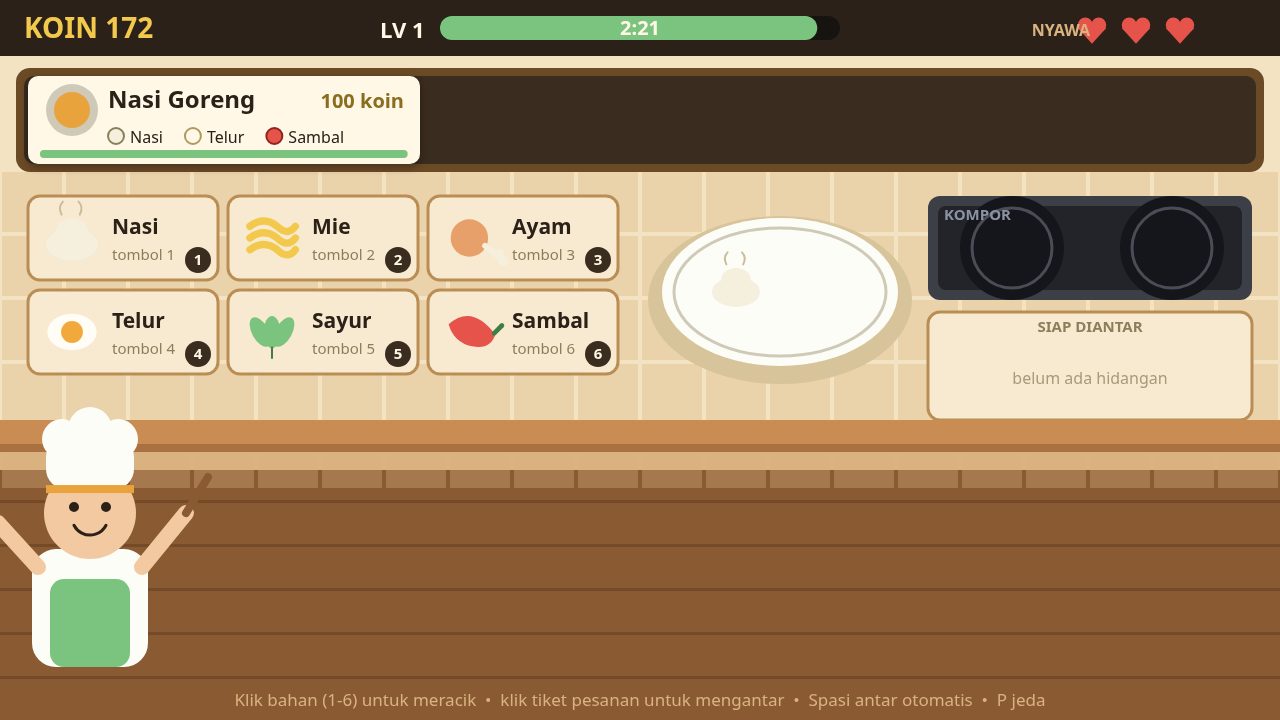 KOIN 172
LV 1
2:21
NYAWA
Nasi Goreng
100 koin
Nasi
Telur
Sambal
Nasi
tombol 1
1
Mie
tombol 2
2
Ayam
tombol 3
3
Telur
tombol 4
4
Sayur
tombol 5
5
Sambal
tombol 6
6
KOMPOR
SIAP DIANTAR
belum ada hidangan
Klik bahan (1-6) untuk meracik • klik tiket pesanan untuk mengantar • Spasi antar otomatis • P jeda